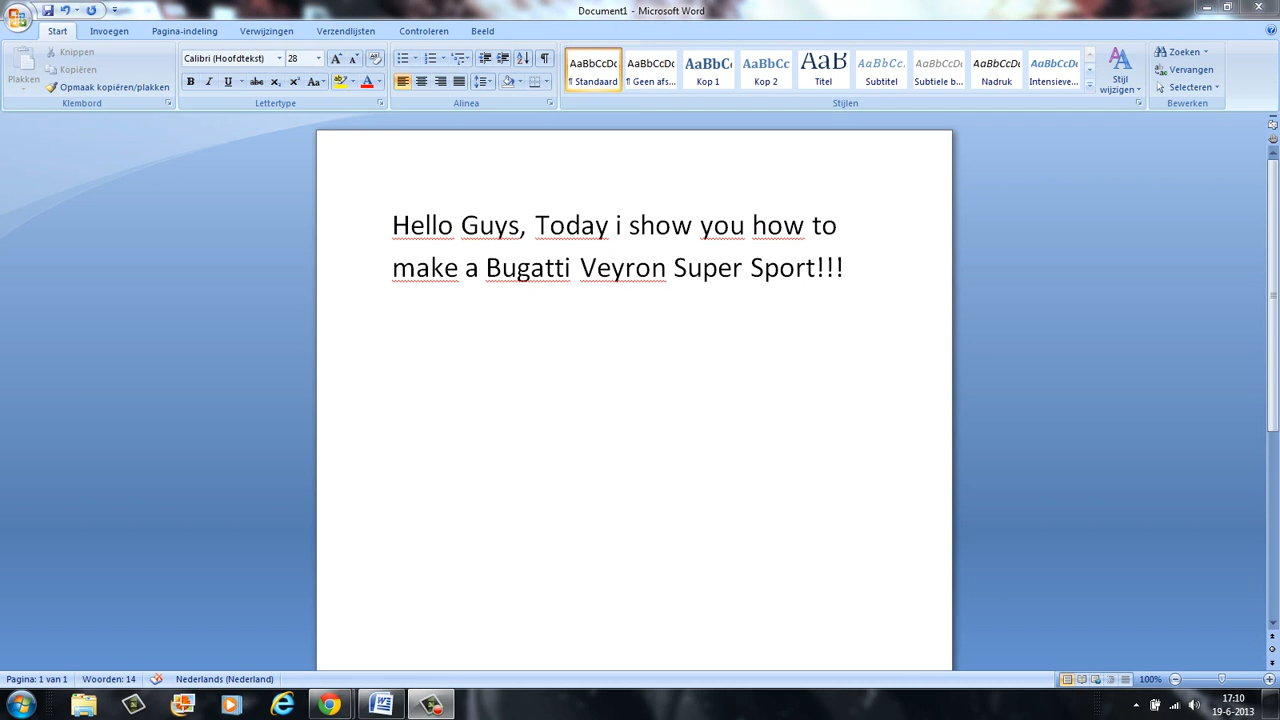 Document1 - Microsoft Word
Start Invoegen Pagina-indeling Verwijzingen Verzendlijsten Controleren Beeld
Plakken
Knippen
Kopiëren
Opmaak kopiëren/plakken
Klembord
Calibri (Hoofdtekst) 28
B I U abc x₂ x² Aa
Lettertype
Alinea
AaBbCcDc AaBbCcDc AaBbC AaBbCc AaB AaBbCc. AaBbCcDc AaBbCcDc AaBbCcDc
¶ Standaard ¶ Geen afs... Kop 1 Kop 2 Titel Subtitel Subtiele b... Nadruk Intensieve...
Stijl wijzigen
Stijlen
Zoeken
Vervangen
Selecteren
Bewerken
Hello Guys, Today i show you how to
make a Bugatti Veyron Super Sport!!!
Pagina: 1 van 1 Woorden: 14 Nederlands (Nederland) 100%
17:10
19-6-2013